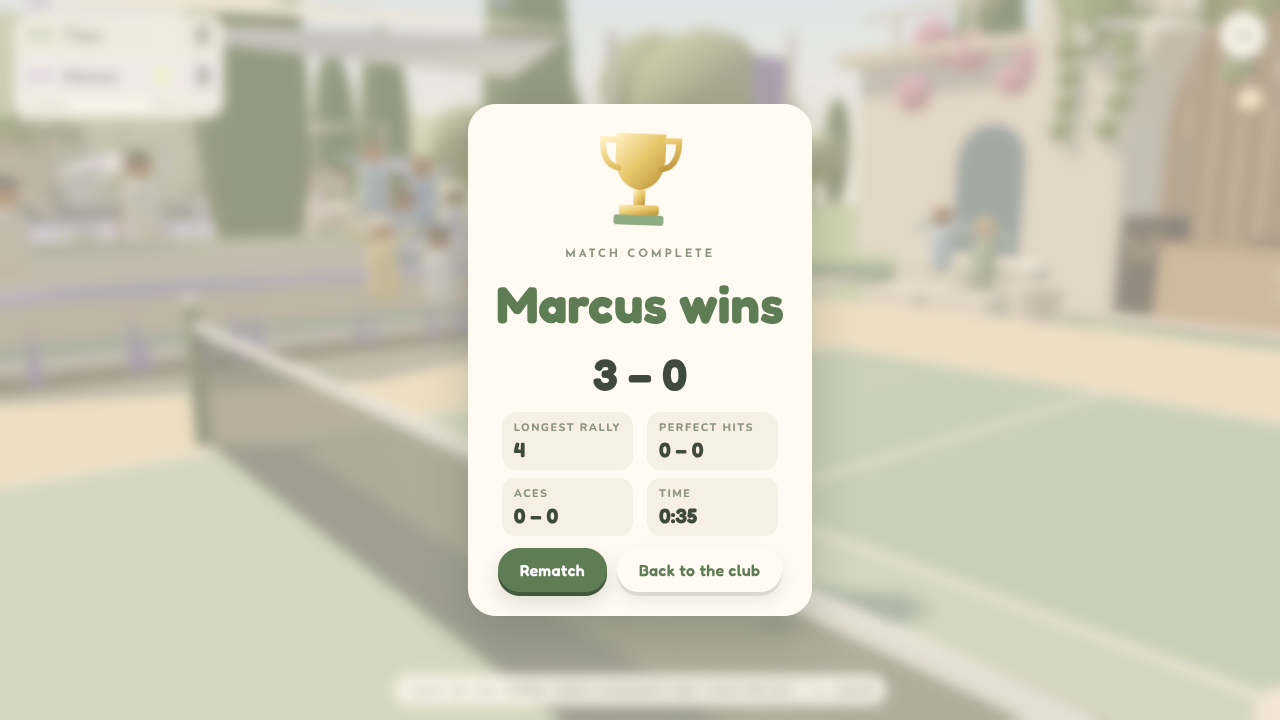 MATCH COMPLETE
Marcus wins
3 – 0
LONGEST RALLY
4
PERFECT HITS
0 – 0
ACES
0 – 0
TIME
0:35
Rematch
Back to the club